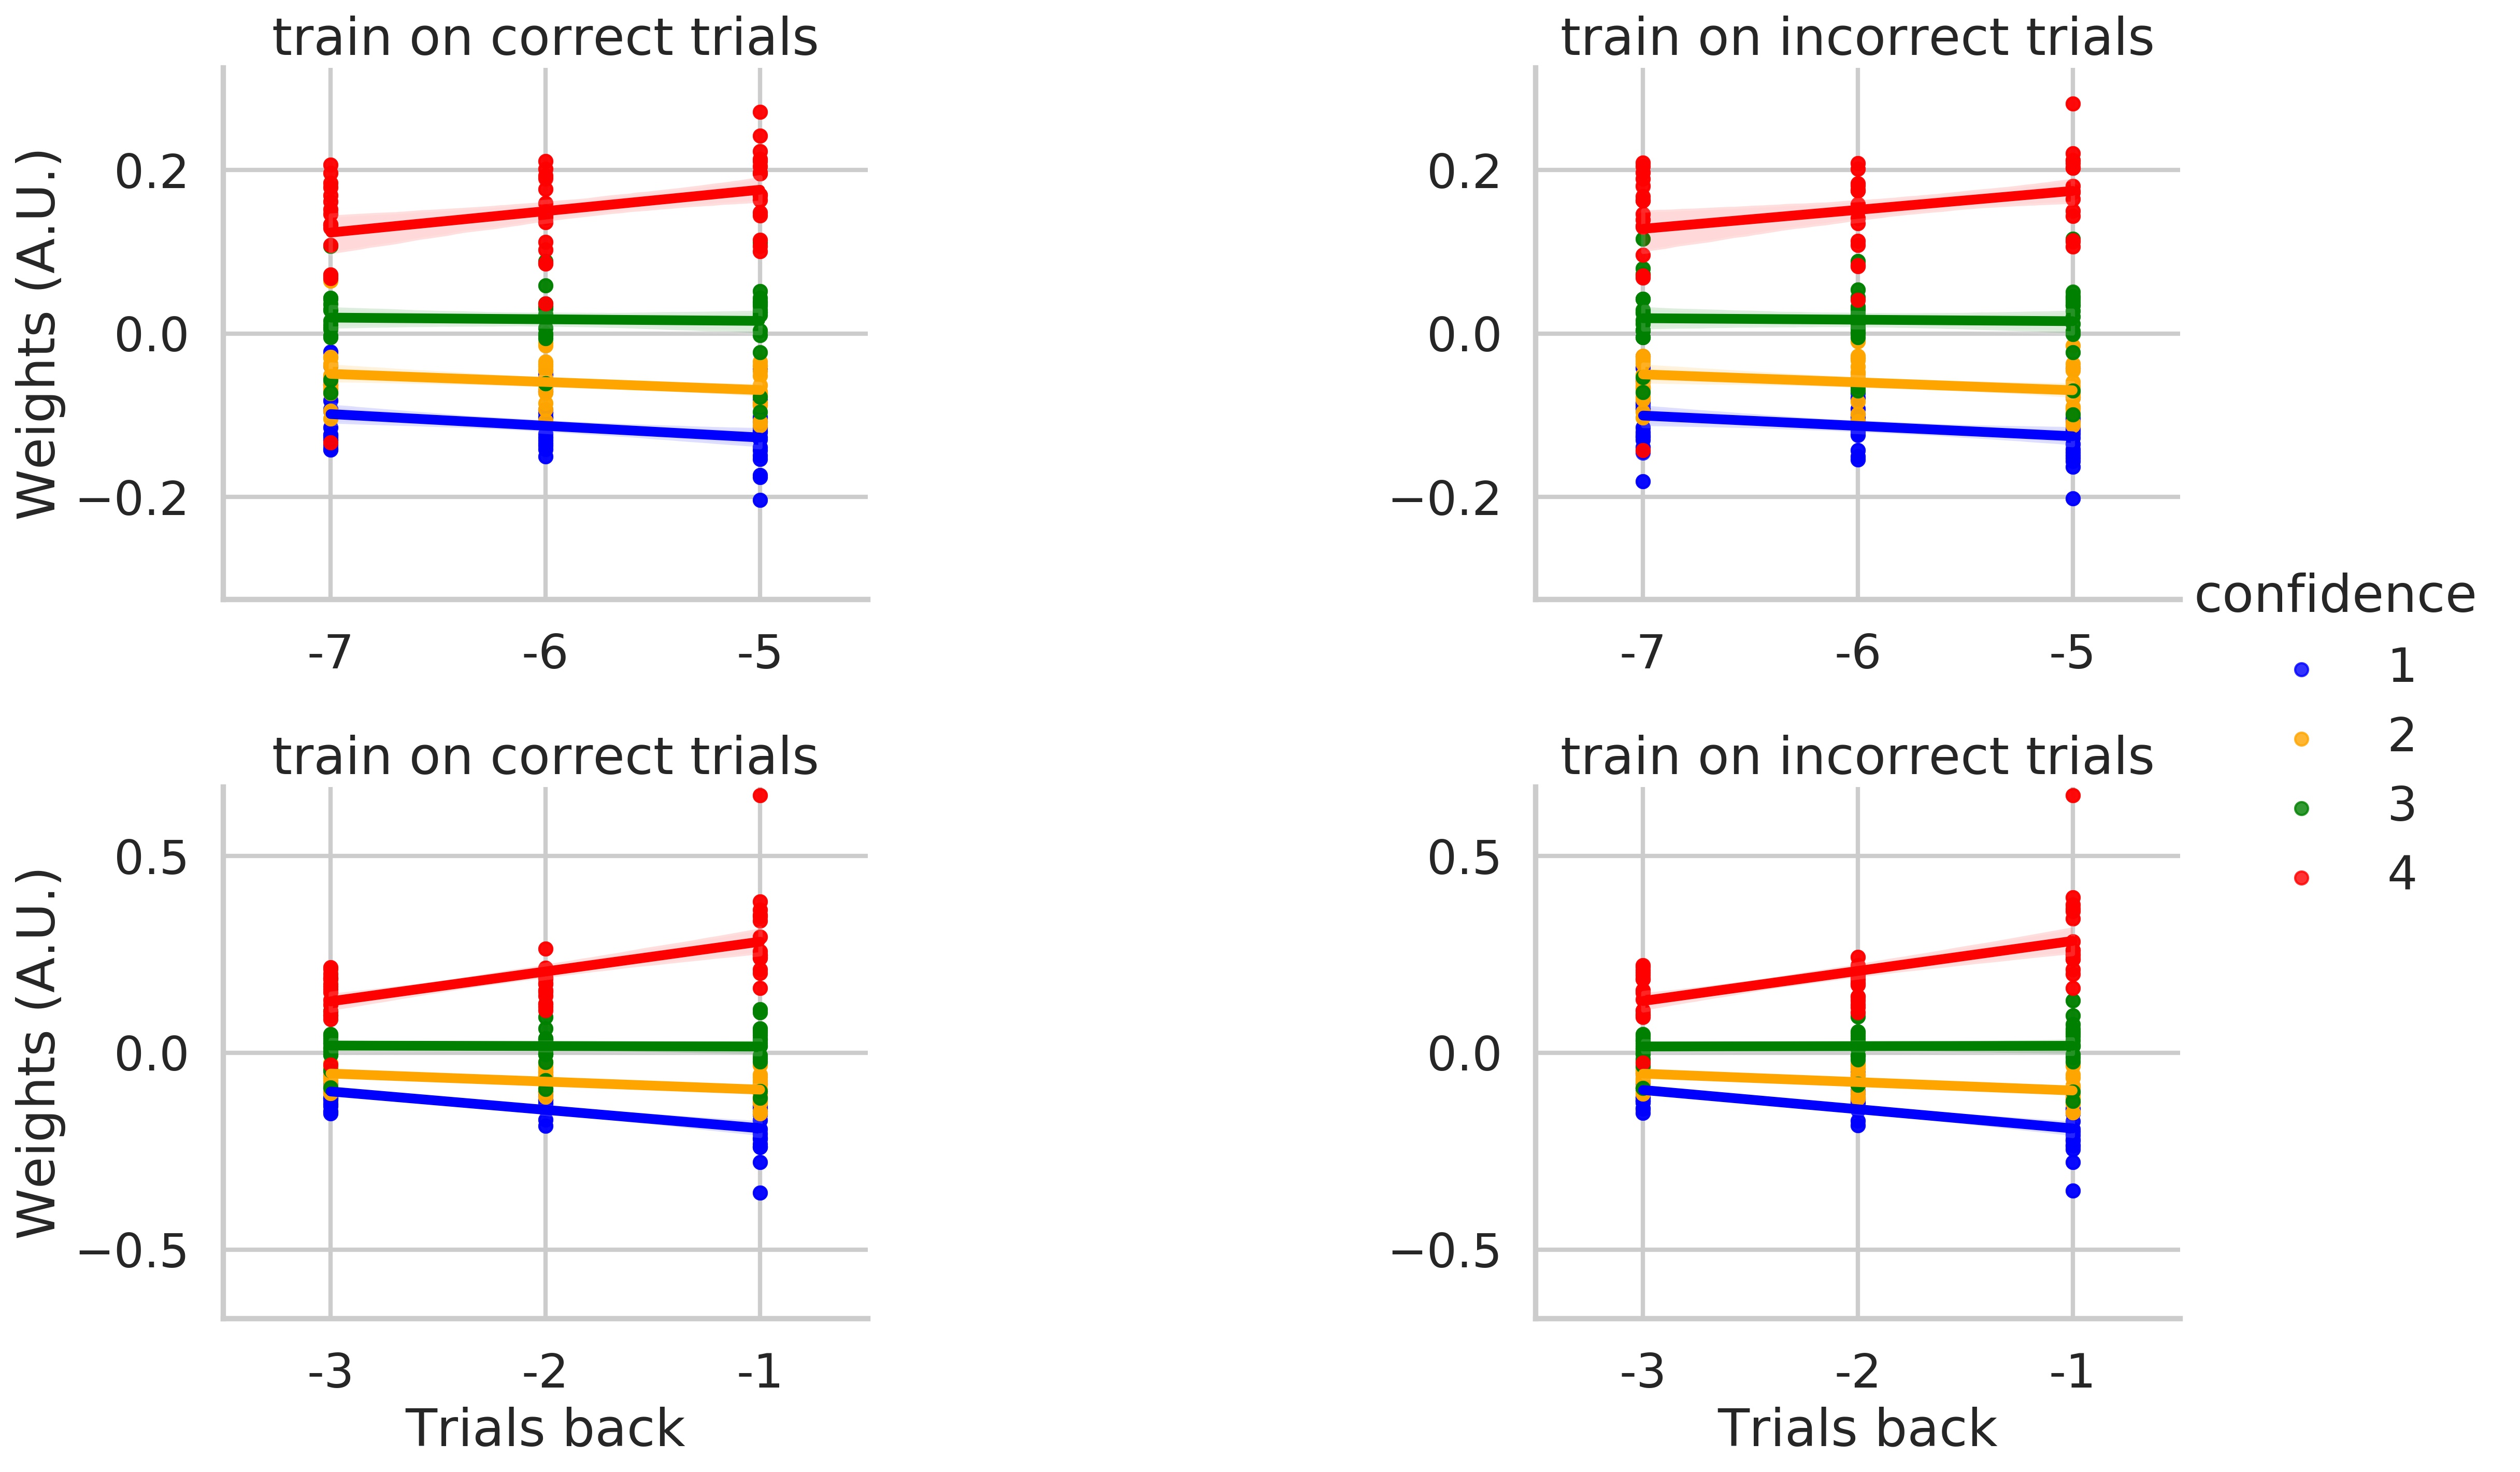 train on correct trials
train on incorrect trials
Weights (A.U.)
0.2
0.0
−0.2
-7 -6 -5
0.2
0.0
−0.2
-7 -6 -5
confidence
1
2
3
4
train on correct trials
train on incorrect trials
Weights (A.U.)
0.5
0.0
−0.5
-3 -2 -1
Trials back
0.5
0.0
−0.5
-3 -2 -1
Trials back